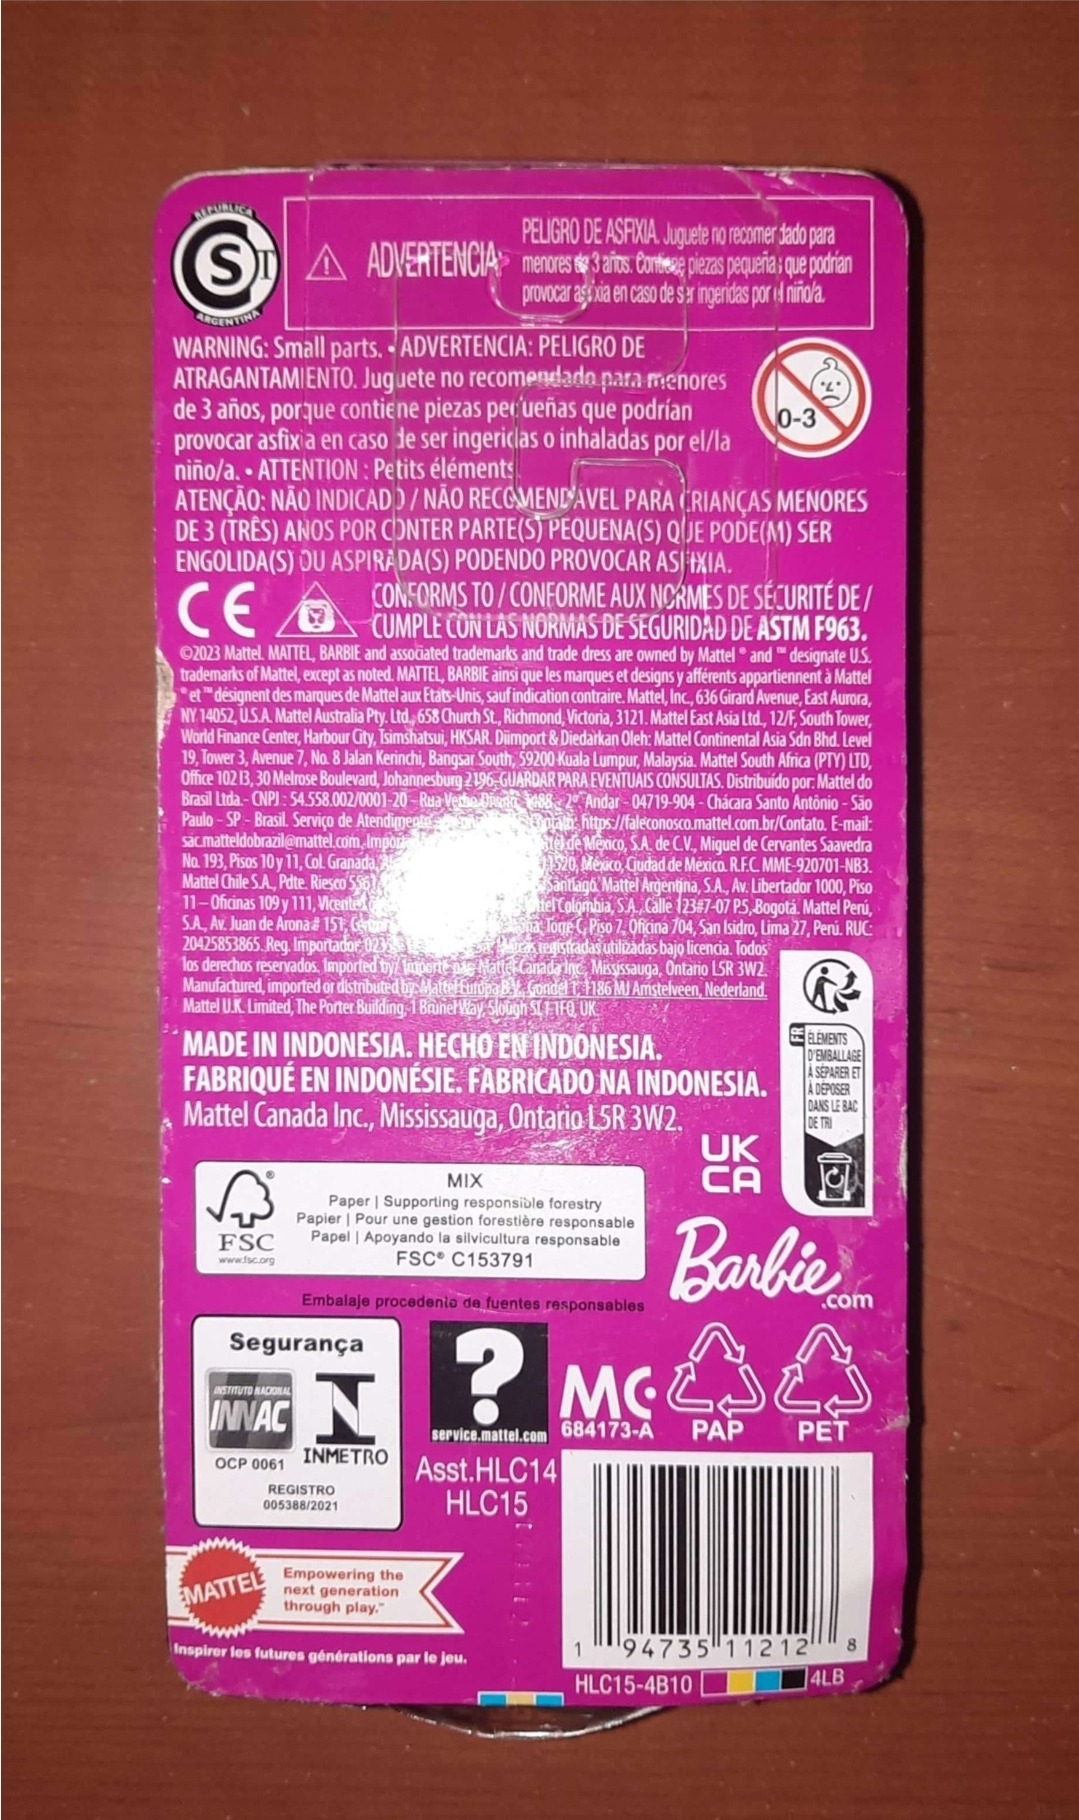 REPUBLICA
S T
ARGENTINA
ADVERTENCIA:
PELIGRO DE ASFIXIA. Juguete no recomendado para
menores de 3 años. Contiene piezas pequeñas que podrían
provocar asfixia en caso de ser ingeridas por el niño/a.
WARNING: Small parts. • ADVERTENCIA: PELIGRO DE
ATRAGANTAMIENTO. Juguete no recomendado para menores
de 3 años, porque contiene piezas pequeñas que podrían
provocar asfixia en caso de ser ingeridas o inhaladas por el/la
niño/a. • ATTENTION : Petits éléments
0-3
ATENÇÃO: NÃO INDICADO / NÃO RECOMENDÁVEL PARA CRIANÇAS MENORES
DE 3 (TRÊS) ANOS POR CONTER PARTE(S) PEQUENA(S) QUE PODE(M) SER
ENGOLIDA(S) OU ASPIRADA(S) PODENDO PROVOCAR ASFIXIA.
CE
CONFORMS TO / CONFORME AUX NORMES DE SÉCURITÉ DE /
CUMPLE CON LAS NORMAS DE SEGURIDAD DE ASTM F963.
©2023 Mattel. MATTEL, BARBIE and associated trademarks and trade dress are owned by Mattel ® and ™ designate U.S.
trademarks of Mattel, except as noted. MATTEL, BARBIE ainsi que les marques et designs y afférents appartiennent à Mattel
® et ™ désignent des marques de Mattel aux États-Unis, sauf indication contraire. Mattel, Inc., 636 Girard Avenue, East Aurora,
NY 14052, U.S.A. Mattel Australia Pty. Ltd., 658 Church St., Richmond, Victoria, 3121. Mattel East Asia Ltd., 12/F, South Tower,
World Finance Center, Harbour City, Tsimshatsui, HKSAR. Diimport & Diedarkan Oleh: Mattel Continental Asia Sdn Bhd. Level
19, Tower 3, Avenue 7, No. 8 Jalan Kerinchi, Bangsar South, 59200 Kuala Lumpur, Malaysia. Mattel South Africa (PTY) LTD,
Office 102 I3, 30 Melrose Boulevard, Johannesburg 2196. GUARDAR PARA EVENTUAIS CONSULTAS. Distribuído por: Mattel do
Brasil Ltda.- CNPJ : 54.558.002/0001-20 - Rua Verbo Divino, 1488 - 2º Andar - 04719-904 - Chácara Santo Antônio - São
Paulo - SP - Brasil. Serviço de Atendimento https://faleconosco.mattel.com.br/Contato. E-mail:
sac.matteldobrazil@mattel.com. de México, S.A. de C.V., Miguel de Cervantes Saavedra
No. 193, Pisos 10 y 11, Col. Granada, 11520, México, Ciudad de México. R.F.C. MME-920701-NB3.
Mattel Chile S.A., Pdte. Riesco Santiago. Mattel Argentina, S.A., Av. Libertador 1000, Piso
11 – Oficinas 109 y 111, Vicente Colombia, S.A., Calle 123#7-07 P.5, Bogotá. Mattel Perú,
S.A., Av. Juan de Arona # 151, Torre C, Piso 7, Oficina 704, San Isidro, Lima 27, Perú. RUC:
20425853865. Reg. Importador: registradas utilizadas bajo licencia. Todos
los derechos reservados. Imported by/ Importé par Mattel Canada Inc., Mississauga, Ontario L5R 3W2.
Manufactured, imported or distributed by: Mattel Europa B.V., Gondel 1, 1186 MJ Amstelveen, Nederland.
Mattel U.K. Limited, The Porter Building, 1 Brunel Way, Slough SL1 1FQ, UK.
MADE IN INDONESIA. HECHO EN INDONESIA.
FABRIQUÉ EN INDONÉSIE. FABRICADO NA INDONESIA.
Mattel Canada Inc., Mississauga, Ontario L5R 3W2.
FR
ÉLÉMENTS
D'EMBALLAGE
À SÉPARER ET
À DÉPOSER
DANS LE BAC
DE TRI
UK
CA
FSC
www.fsc.org
MIX
Paper | Supporting responsible forestry
Papier | Pour une gestion forestière responsable
Papel | Apoyando la silvicultura responsable
FSC® C153791
Embalaje procedente de fuentes responsables
Barbie
.com
Segurança
INSTITUTO NACIONAL
INNAC
OCP 0061
INMETRO
REGISTRO
005388/2021
?
service.mattel.com
MC
684173-A
PAP
PET
Asst.HLC14
HLC15
MATTEL
Empowering the
next generation
through play.™
Inspirer les futures générations par le jeu.
1 94735 11212 8
HLC15-4B10
4LB